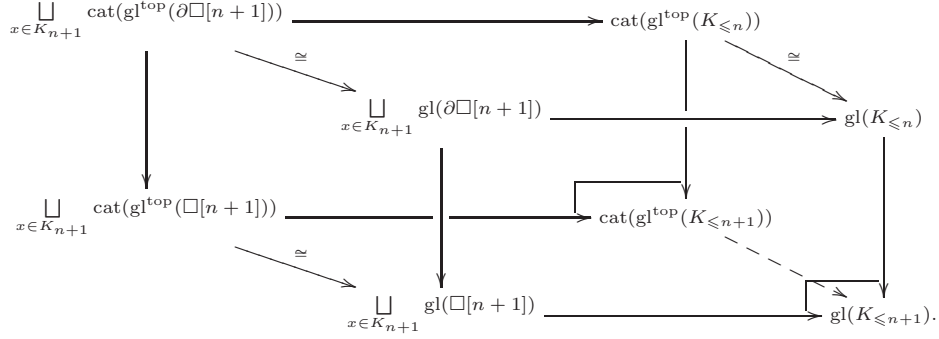 ⨆ x∈K_{n+1} cat(gl^{top}(∂□[n + 1])) cat(gl^{top}(K_{⩽n}))
≅ ≅
⨆ x∈K_{n+1} gl(∂□[n + 1]) gl(K_{⩽n})
⨆ x∈K_{n+1} cat(gl^{top}(□[n + 1])) cat(gl^{top}(K_{⩽n+1}))
≅
⨆ x∈K_{n+1} gl(□[n + 1]) gl(K_{⩽n+1}).